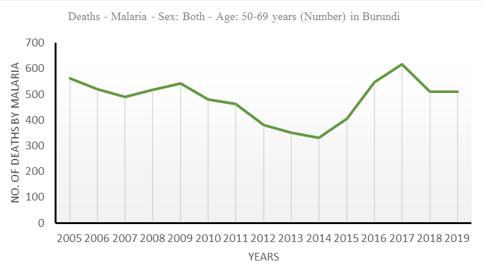 Deaths - Malaria - Sex: Both - Age: 50-69 years (Number) in Burundi
NO. OF DEATHS BY MALARIA
700
600
500
400
300
200
100
0
2005 2006 2007 2008 2009 2010 2011 2012 2013 2014 2015 2016 2017 2018 2019
YEARS